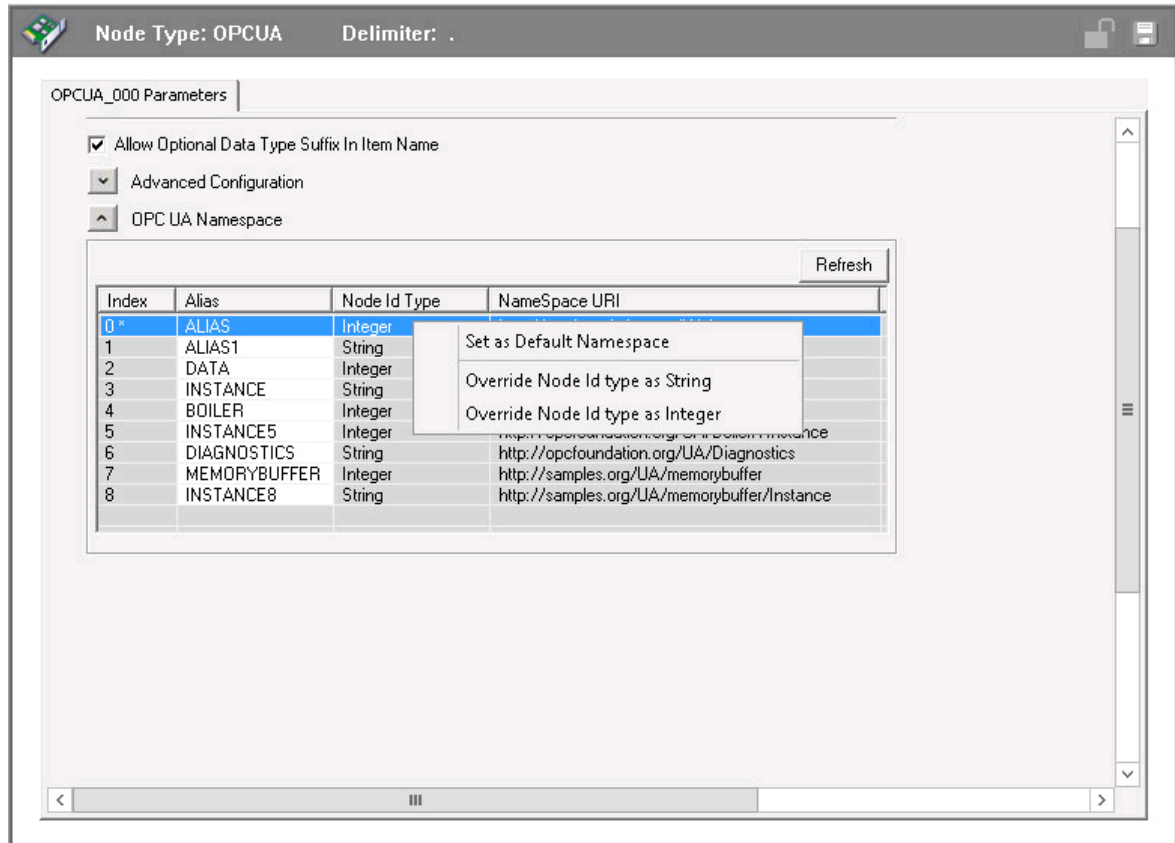 Node Type: OPCUA Delimiter: .
OPCUA_000 Parameters
Allow Optional Data Type Suffix In Item Name
Advanced Configuration
OPC UA Namespace
Refresh
Index Alias Node Id Type NameSpace URI
0 * ALIAS Integer
1 ALIAS1 String
2 DATA Integer
3 INSTANCE String
4 BOILER Integer
5 INSTANCE5 Integer
6 DIAGNOSTICS String http://opcfoundation.org/UA/Diagnostics
7 MEMORYBUFFER Integer http://samples.org/UA/memorybuffer
8 INSTANCE8 String http://samples.org/UA/memorybuffer/Instance
Set as Default Namespace
Override Node Id type as String
Override Node Id type as Integer